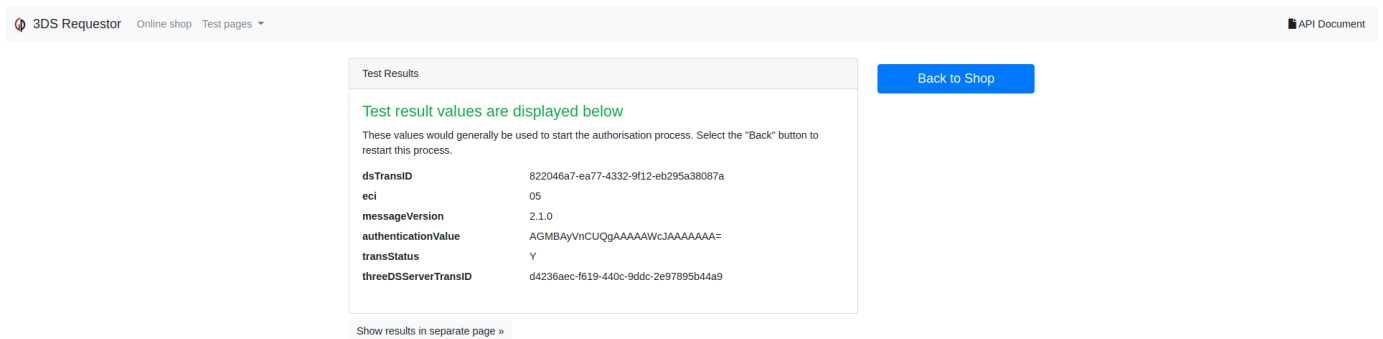 3DS Requestor Online shop Test pages API Document
Test Results
Back to Shop
Test result values are displayed below
These values would generally be used to start the authorisation process. Select the "Back" button to
restart this process.
dsTransID 822046a7-ea77-4332-9f12-eb295a38087a
eci 05
messageVersion 2.1.0
authenticationValue AGMBAyVnCUQgAAAAAWcJAAAAAAA=
transStatus Y
threeDSServerTransID d4236aec-f619-440c-9ddc-2e97895b44a9
Show results in separate page »